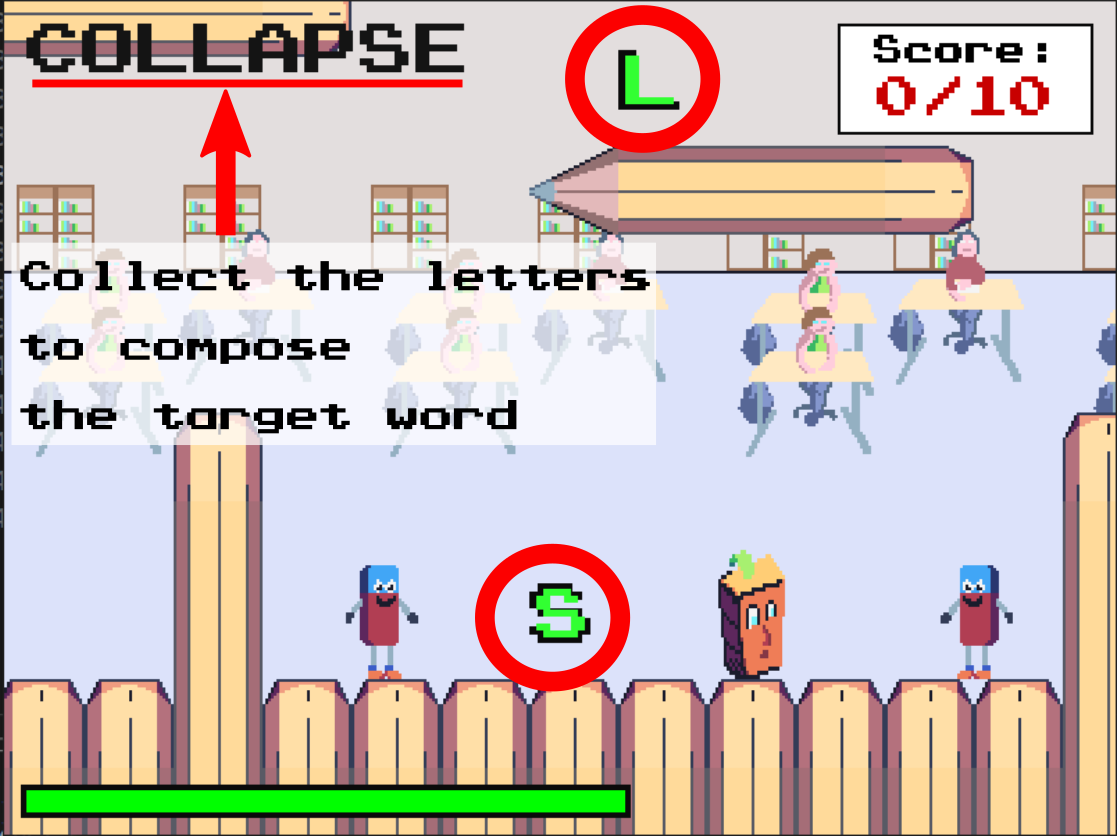 COLLAPSE
L
Score:
0/10
Collect the letters
to compose
the target word
S